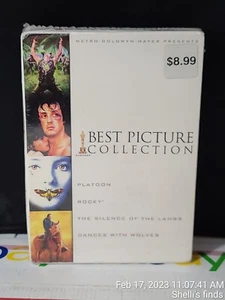 METRO GOLDWYN MAYER PRESENTS
$8.99
BEST PICTURE
COLLECTION
PLATOON
ROCKY
THE SILENCE OF THE LAMBS
DANCES WITH WOLVES
Feb 17, 2023 11:07:41 AM
Shelli's finds